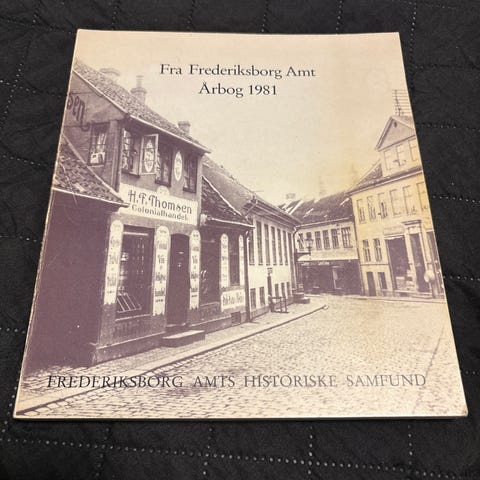 Fra Frederiksborg Amt
Årbog 1981
H.F. Thomsen
Colonialhandel.
FREDERIKSBORG AMTS HISTORISKE SAMFUND